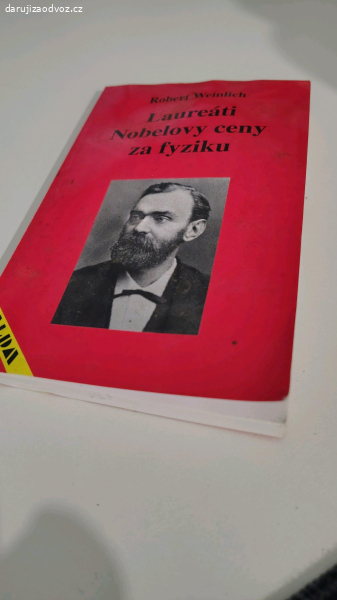 darujizaodvoz.cz
Robert Weinlich
Laureáti
Nobelovy ceny
za fyziku